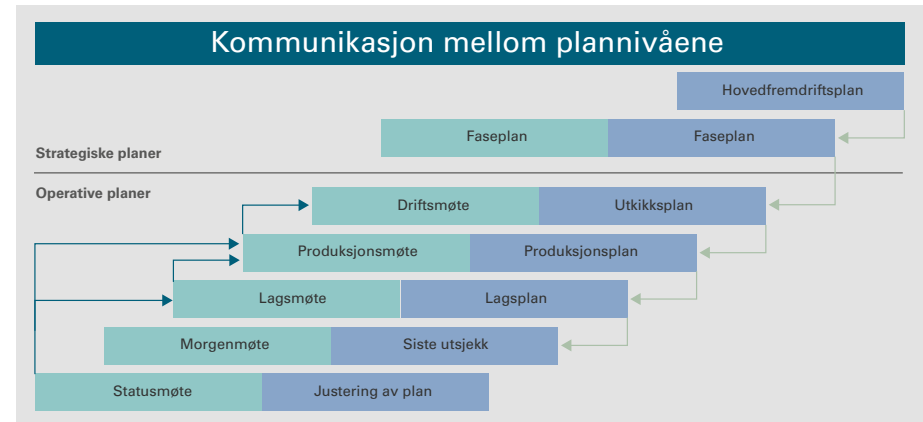 Kommunikasjon mellom plannivåene
Hovedfremdriftsplan
Faseplan Faseplan
Strategiske planer
Operative planer
Driftsmøte Utkikksplan
Produksjonsmøte Produksjonsplan
Lagsmøte Lagsplan
Morgenmøte Siste utsjekk
Statusmøte Justering av plan